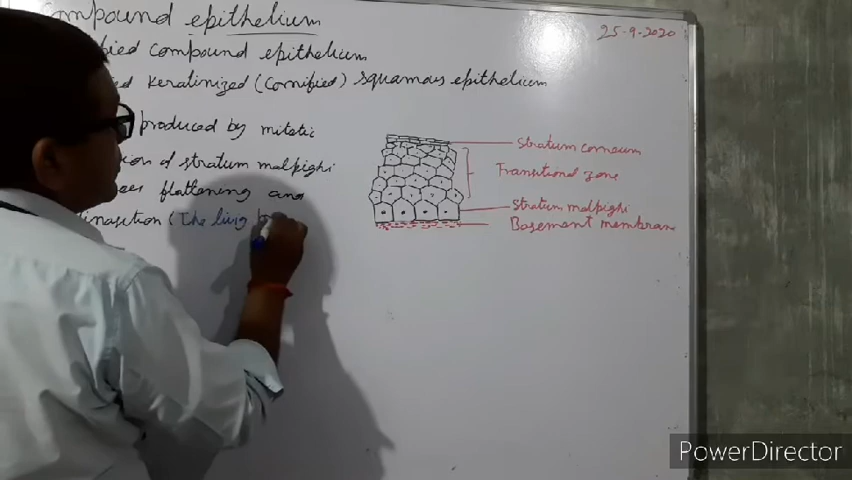 ompound epithelium
25-9-2020
fied compound epithelium
ed Keratinized (Cornified) Squamous epithelium
produced by mitotic
ion of stratum malpighi
flattening and
(The living
Stratum corneum
Transitional zone
Stratum malpighi
Basement membrane
PowerDirector